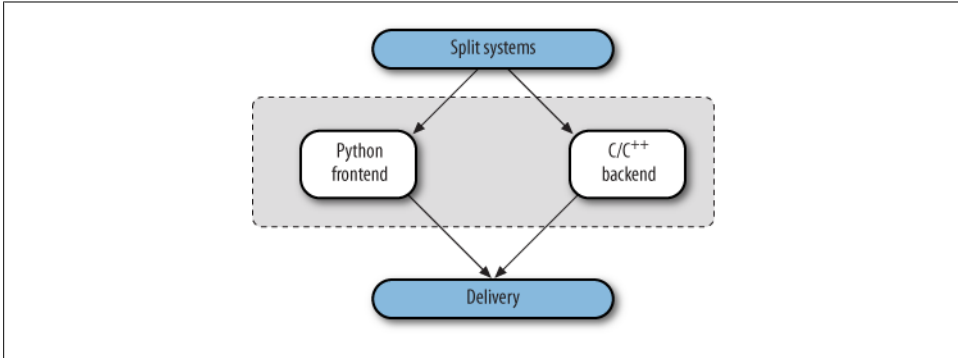 Split systems
Python
frontend
C/C++
backend
Delivery